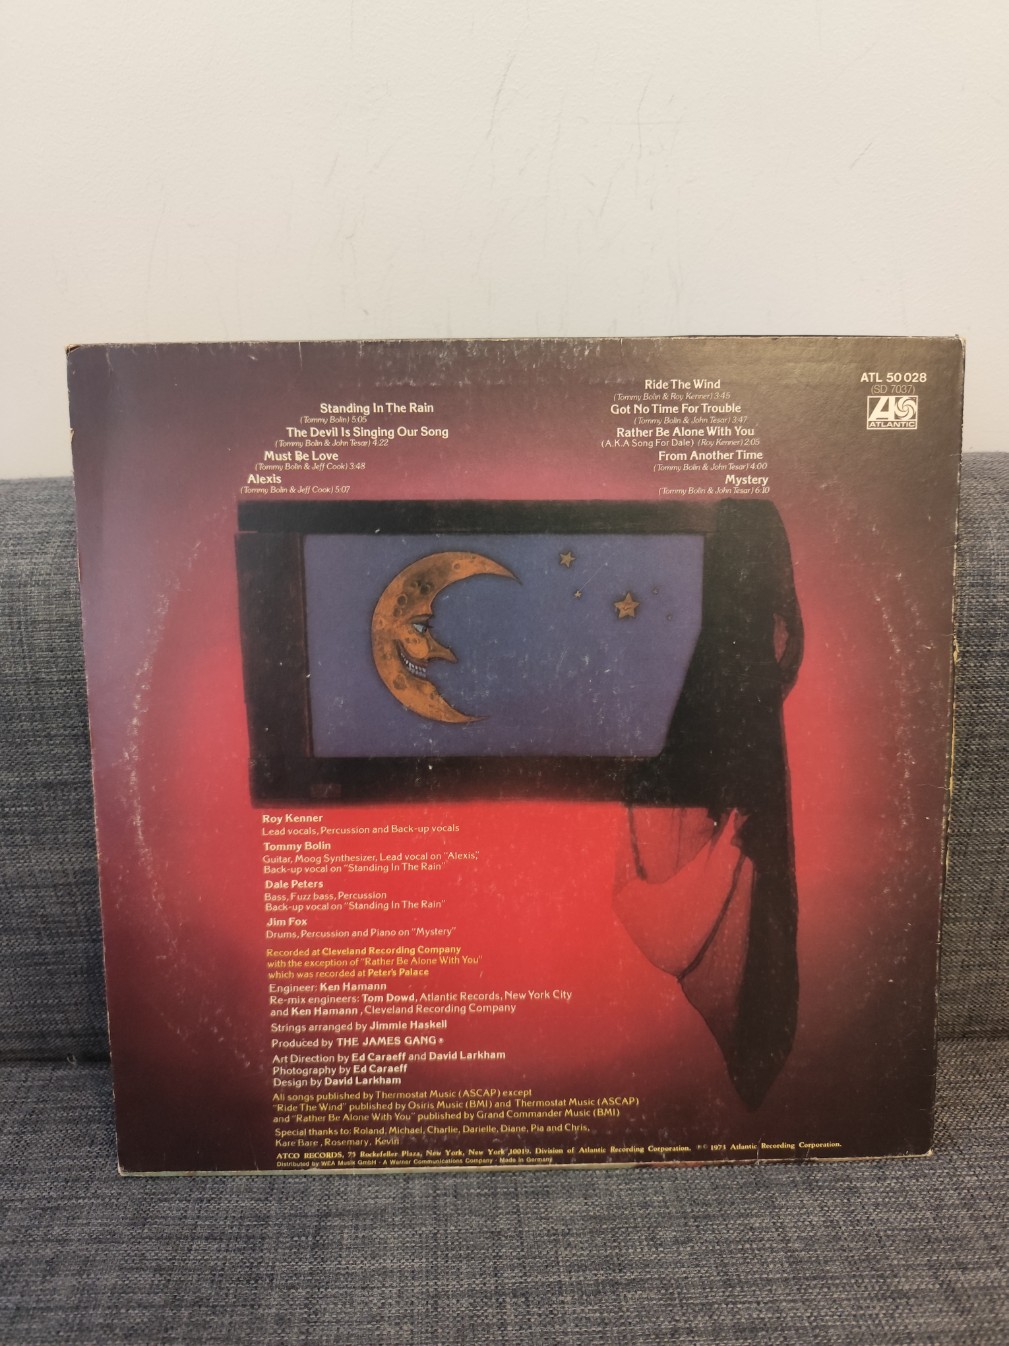 Standing In The Rain
(Tommy Bolin) 5:05
The Devil Is Singing Our Song
(Tommy Bolin & John Tesar) 4:22
Must Be Love
(Tommy Bolin & Jeff Cook) 3:48
Alexis
(Tommy Bolin & Jeff Cook) 5:07
Ride The Wind
(Tommy Bolin & Roy Kenner) 3:45
Got No Time For Trouble
(Tommy Bolin & John Tesar) 3:47
Rather Be Alone With You
(A.K.A Song For Dale) (Roy Kenner) 2:05
From Another Time
(Tommy Bolin & John Tesar) 4:00
Mystery
(Tommy Bolin & John Tesar) 6:10
ATL 50 028
(SD 7037)
ATLANTIC
Roy Kenner
Lead vocals, Percussion and Back-up vocals
Tommy Bolin
Guitar, Moog Synthesizer, Lead vocal on "Alexis,"
Back-up vocal on "Standing In The Rain"
Dale Peters
Bass, Fuzz bass, Percussion
Back-up vocal on "Standing In The Rain"
Jim Fox
Drums, Percussion and Piano on "Mystery"
Recorded at Cleveland Recording Company
with the exception of "Rather Be Alone With You"
which was recorded at Peter's Palace
Engineer: Ken Hamann
Re-mix engineers: Tom Dowd, Atlantic Records, New York City
and Ken Hamann, Cleveland Recording Company
Strings arranged by Jimmie Haskell
Produced by THE JAMES GANG®
Art Direction by Ed Caraeff and David Larkham
Photography by Ed Caraeff
Design by David Larkham
All songs published by Thermostat Music (ASCAP) except
"Ride The Wind" published by Osiris Music (BMI) and Thermostat Music (ASCAP)
and "Rather Be Alone With You" published by Grand Commander Music (BMI)
Special thanks to: Roland, Michael, Charlie, Darielle, Diane, Pia and Chris,
Kare Bare, Rosemary, Kevin
ATCO RECORDS, 75 Rockefeller Plaza, New York, New York 10019. Division of Atlantic Recording Corporation. ℗© 1973 Atlantic Recording Corporation.
Distributed by WEA Musik GmbH · A Warner Communications Company · Made in Germany